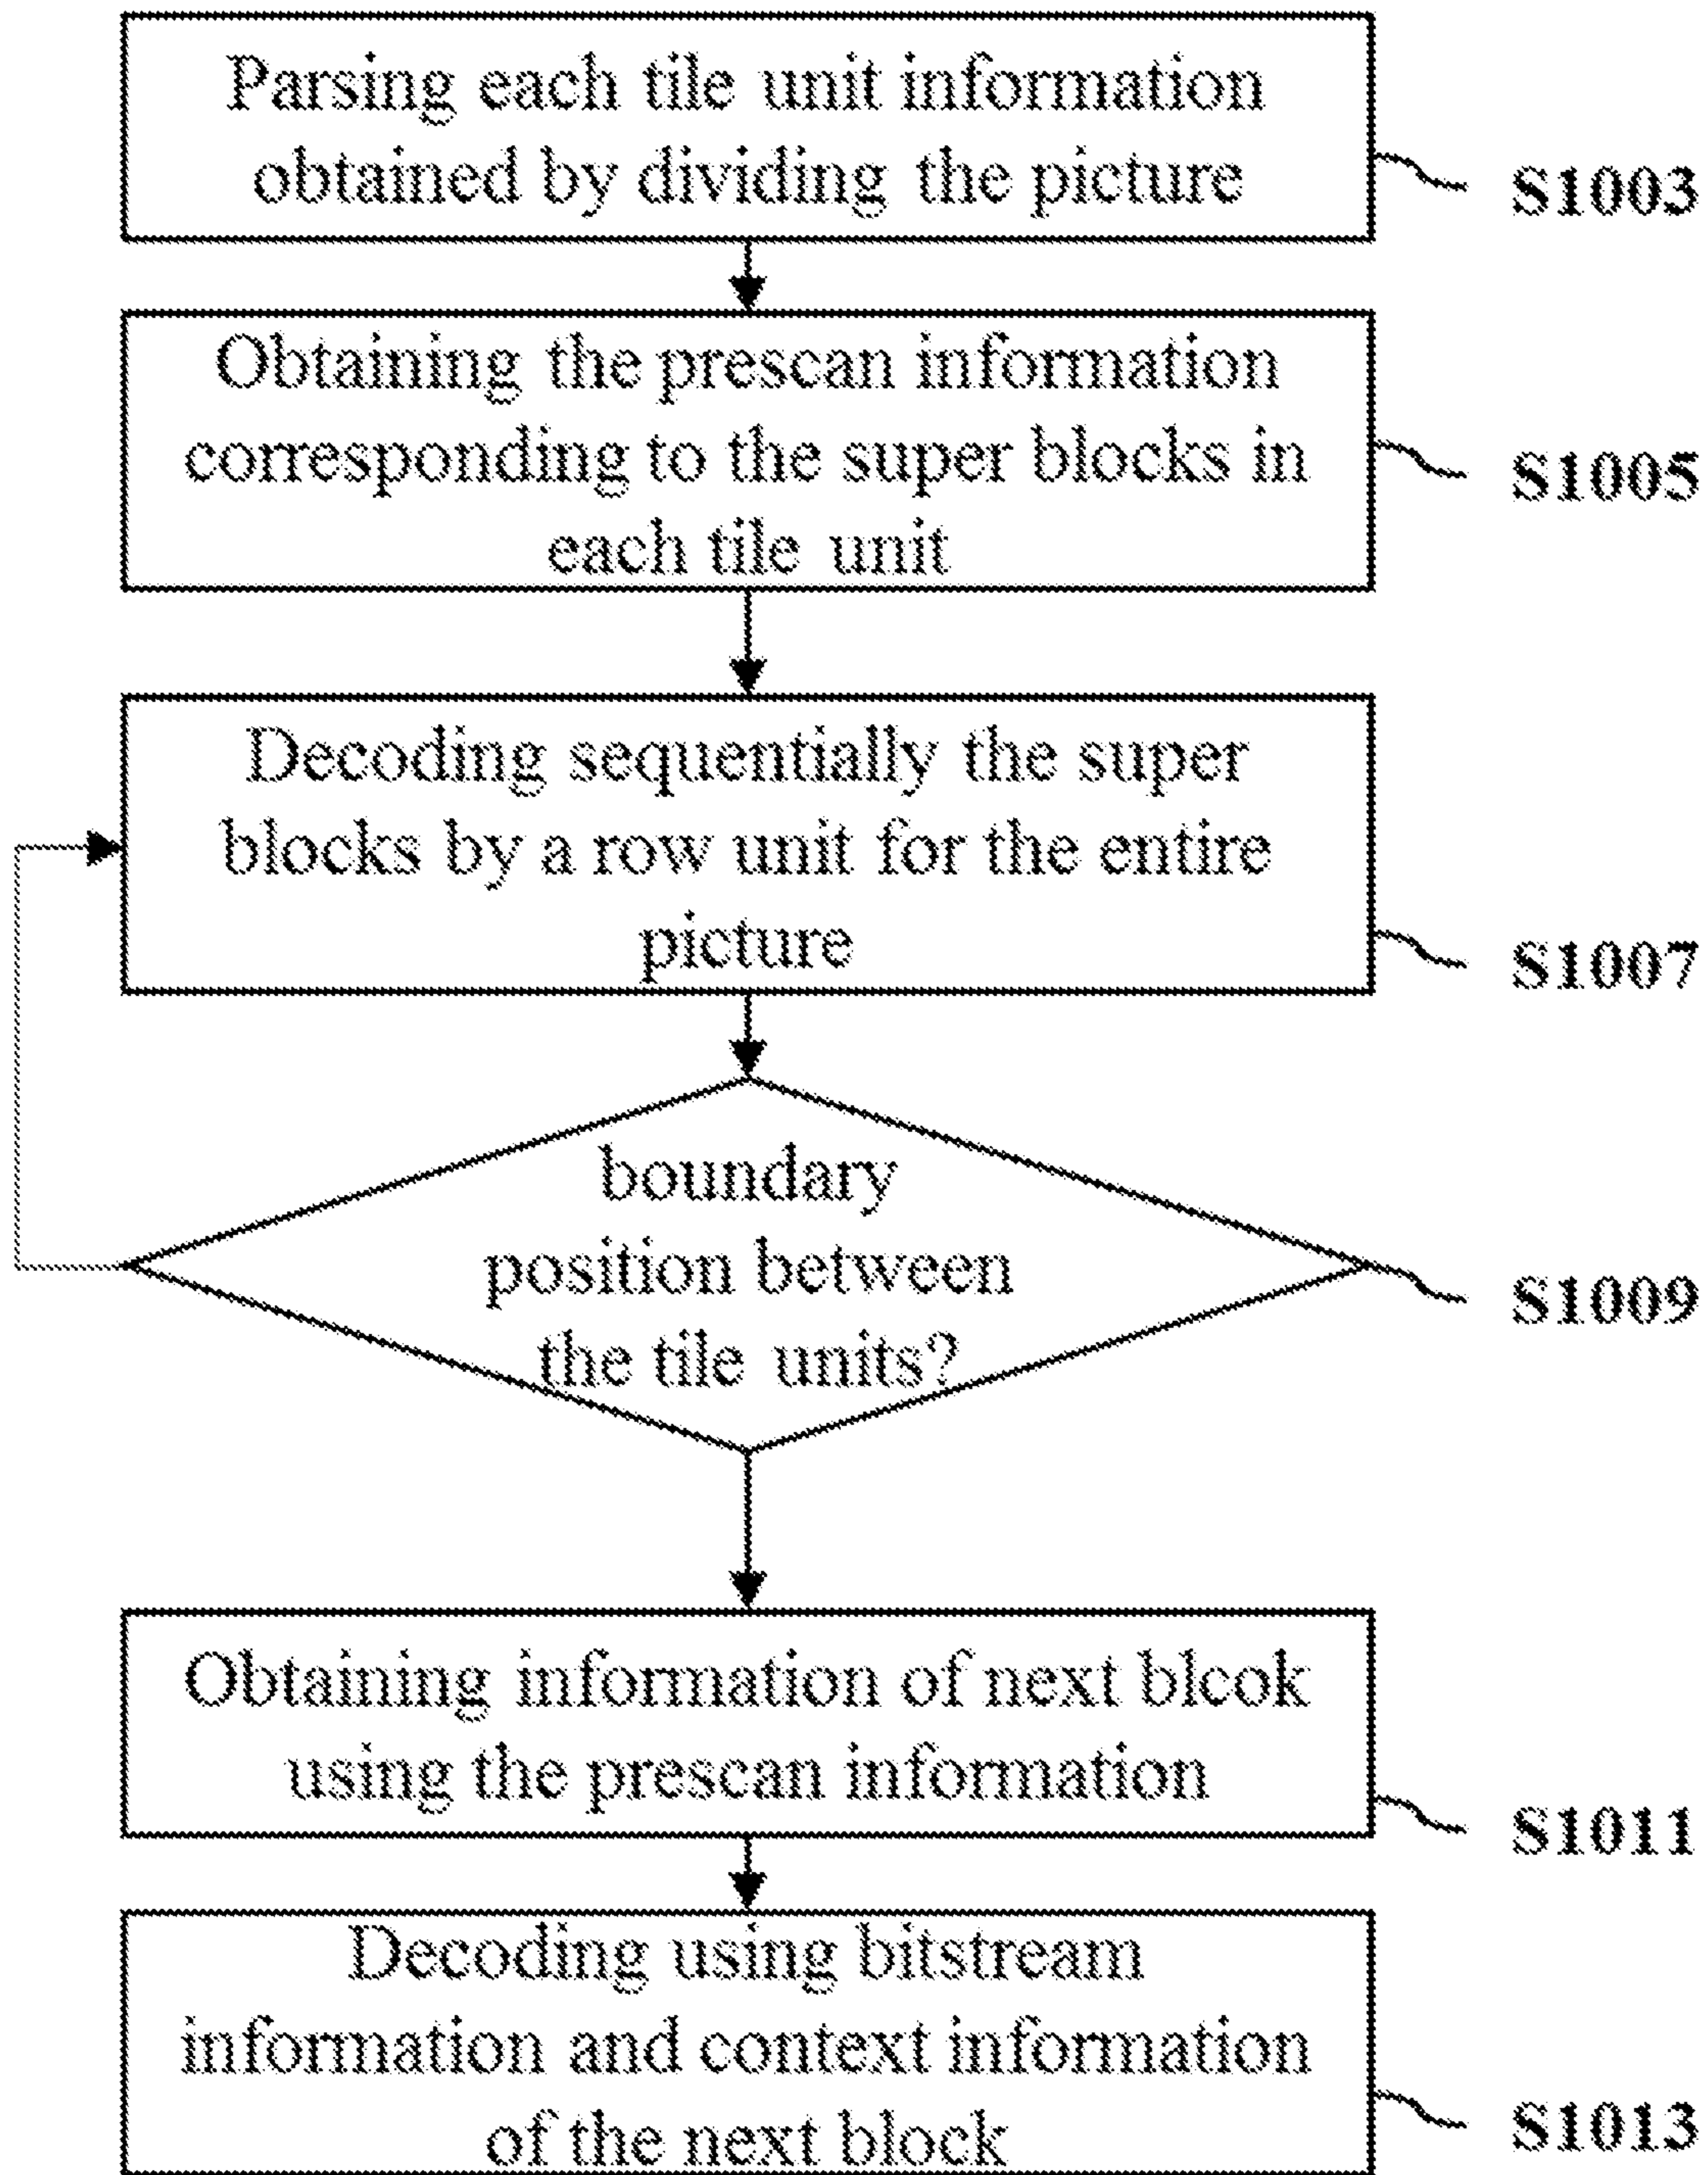 Parsing each tile unit information
obtained by dividing the picture
S1003
Obtaining the prescan information
corresponding to the super blocks in
each tile unit
S1005
Decoding sequentially the super
blocks by a row unit for the entire
picture
S1007
boundary
position between
the tile units?
S1009
Obtaining information of next blcok
using the prescan information
S1011
Decoding using bitstream
information and context information
of the next block
S1013